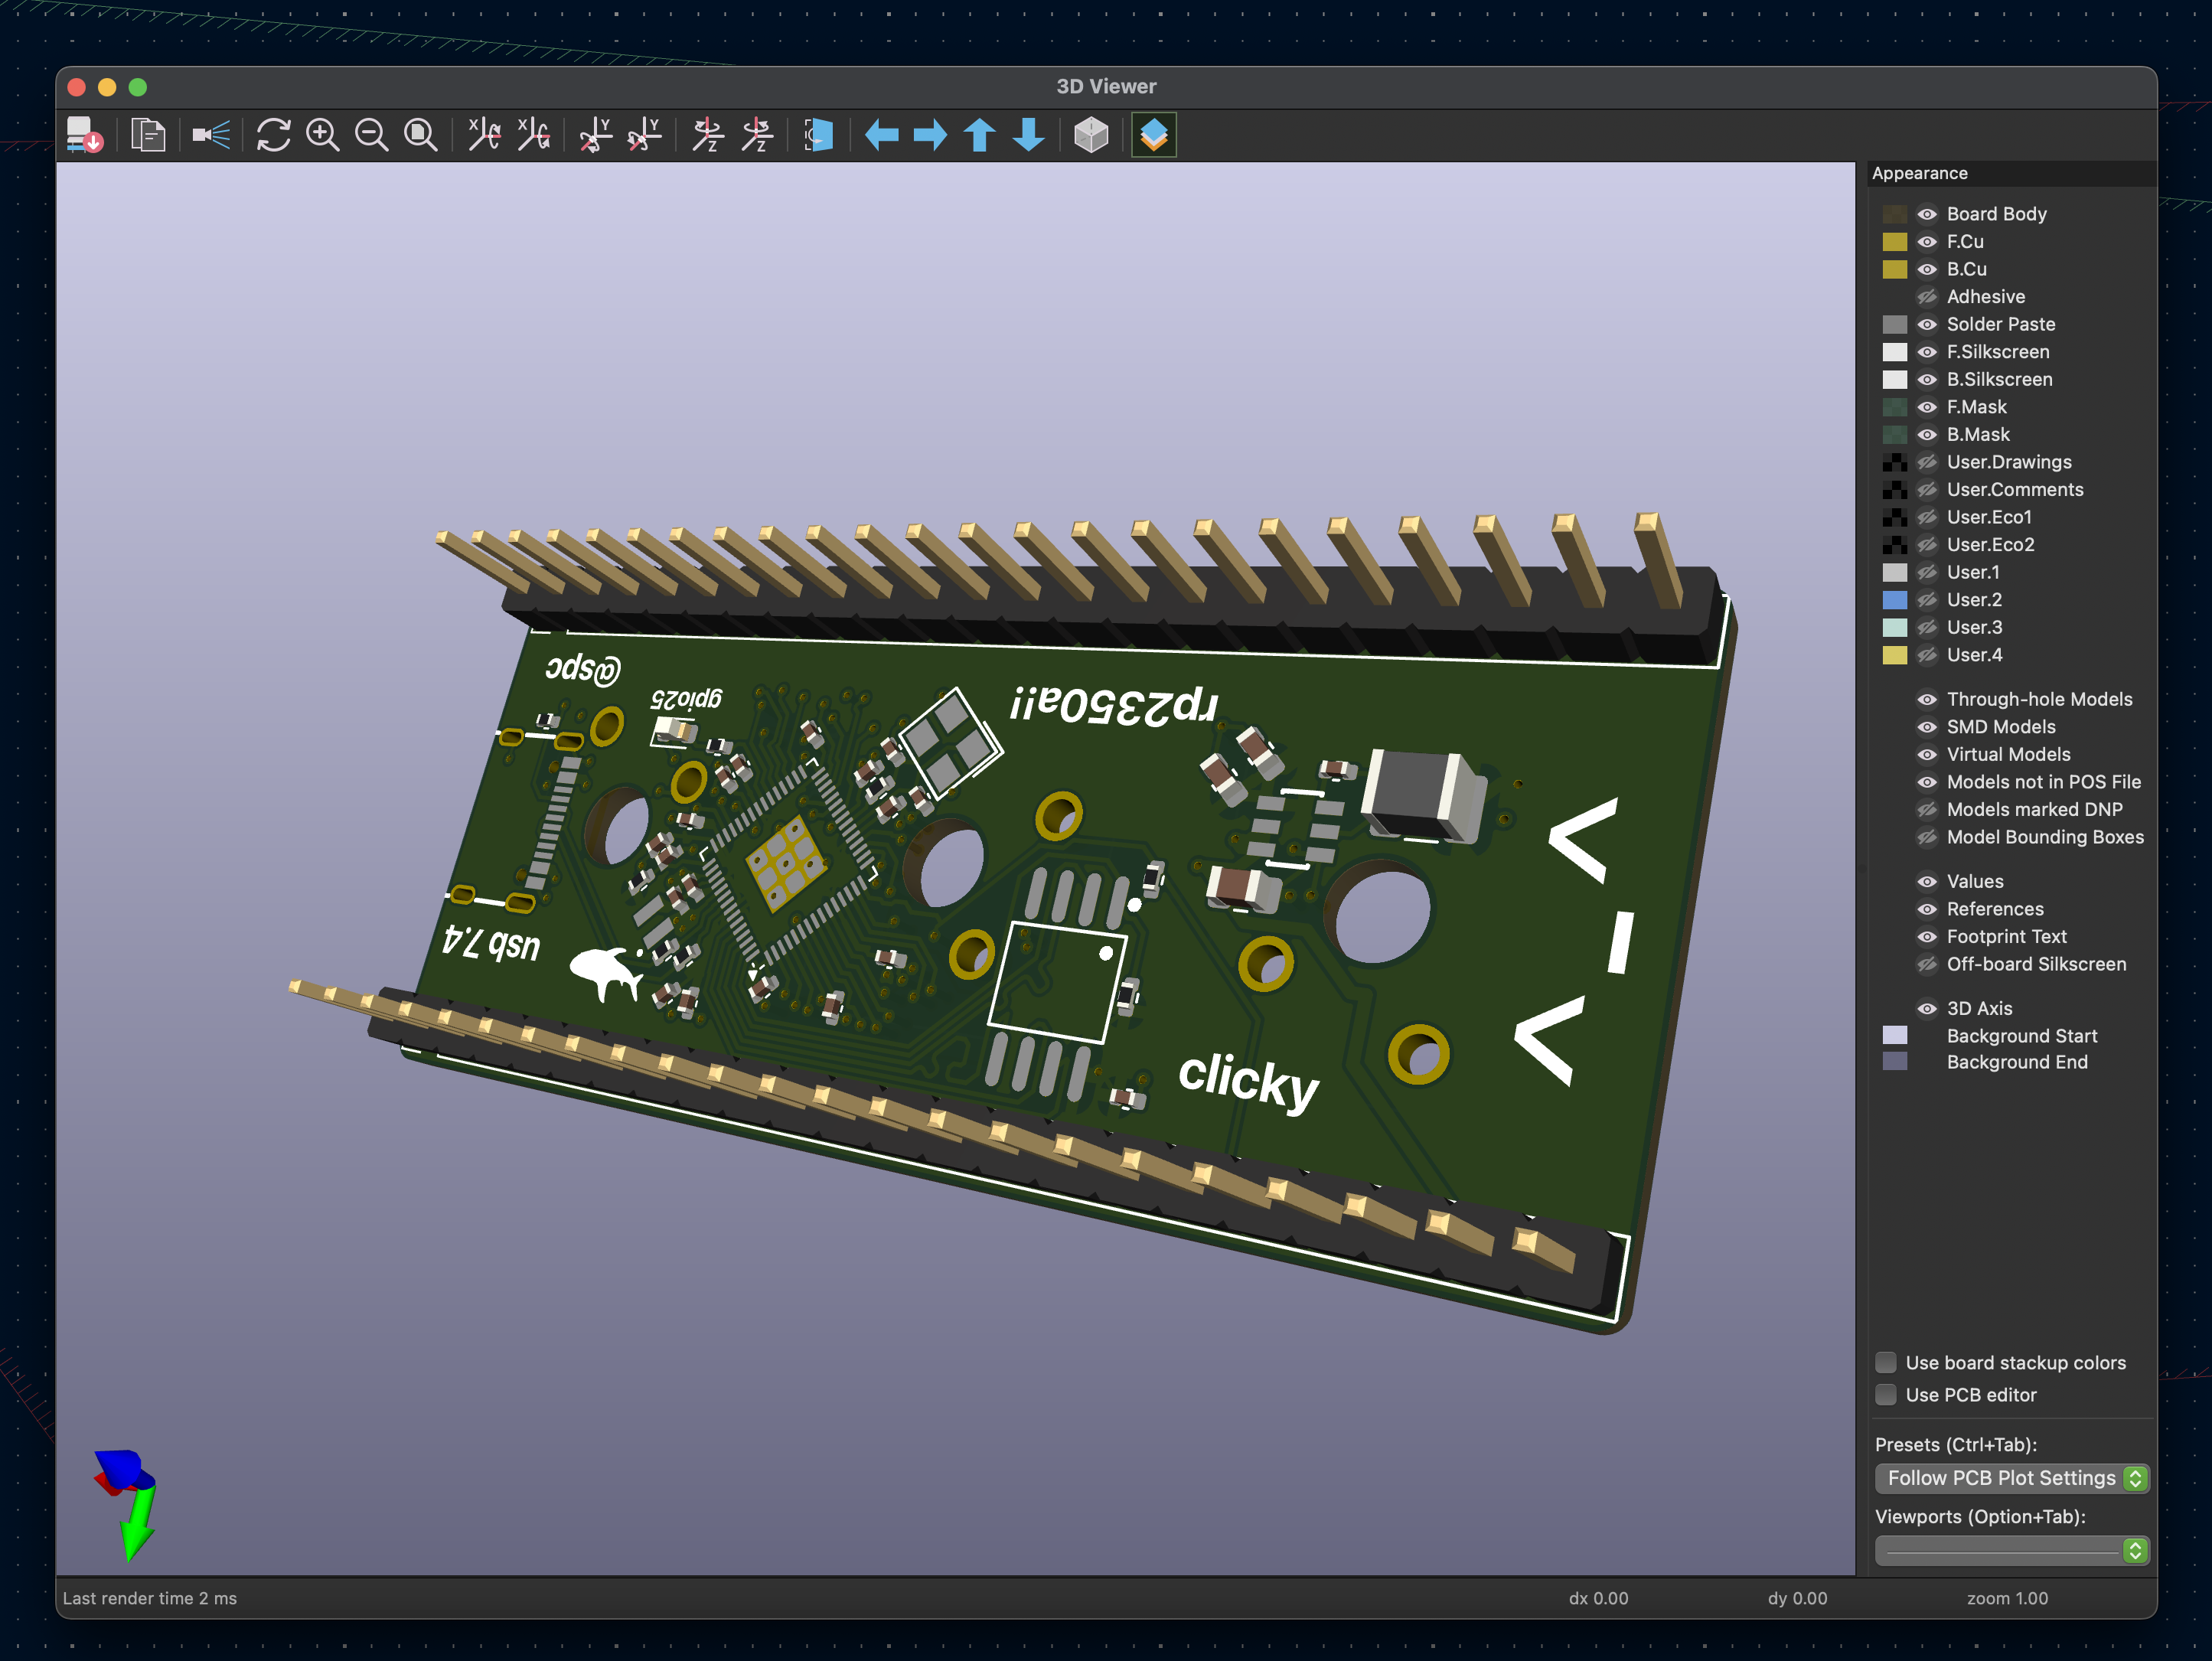 3D Viewer
X
X
Y
Y
Z
Z
Appearance
Board Body
F.Cu
B.Cu
Adhesive
Solder Paste
F.Silkscreen
B.Silkscreen
F.Mask
B.Mask
User.Drawings
User.Comments
User.Eco1
User.Eco2
User.1
User.2
User.3
User.4
Through-hole Models
SMD Models
Virtual Models
Models not in POS File
Models marked DNP
Model Bounding Boxes
Values
References
Footprint Text
Off-board Silkscreen
3D Axis
Background Start
Background End
@spc
gpio25
rp2350a!!
> _ <
usb 7.4
clicky
Use board stackup colors
Use PCB editor
Presets (Ctrl+Tab):
Follow PCB Plot Settings
Viewports (Option+Tab):
Last render time 2 ms
dx 0.00
dy 0.00
zoom 1.00